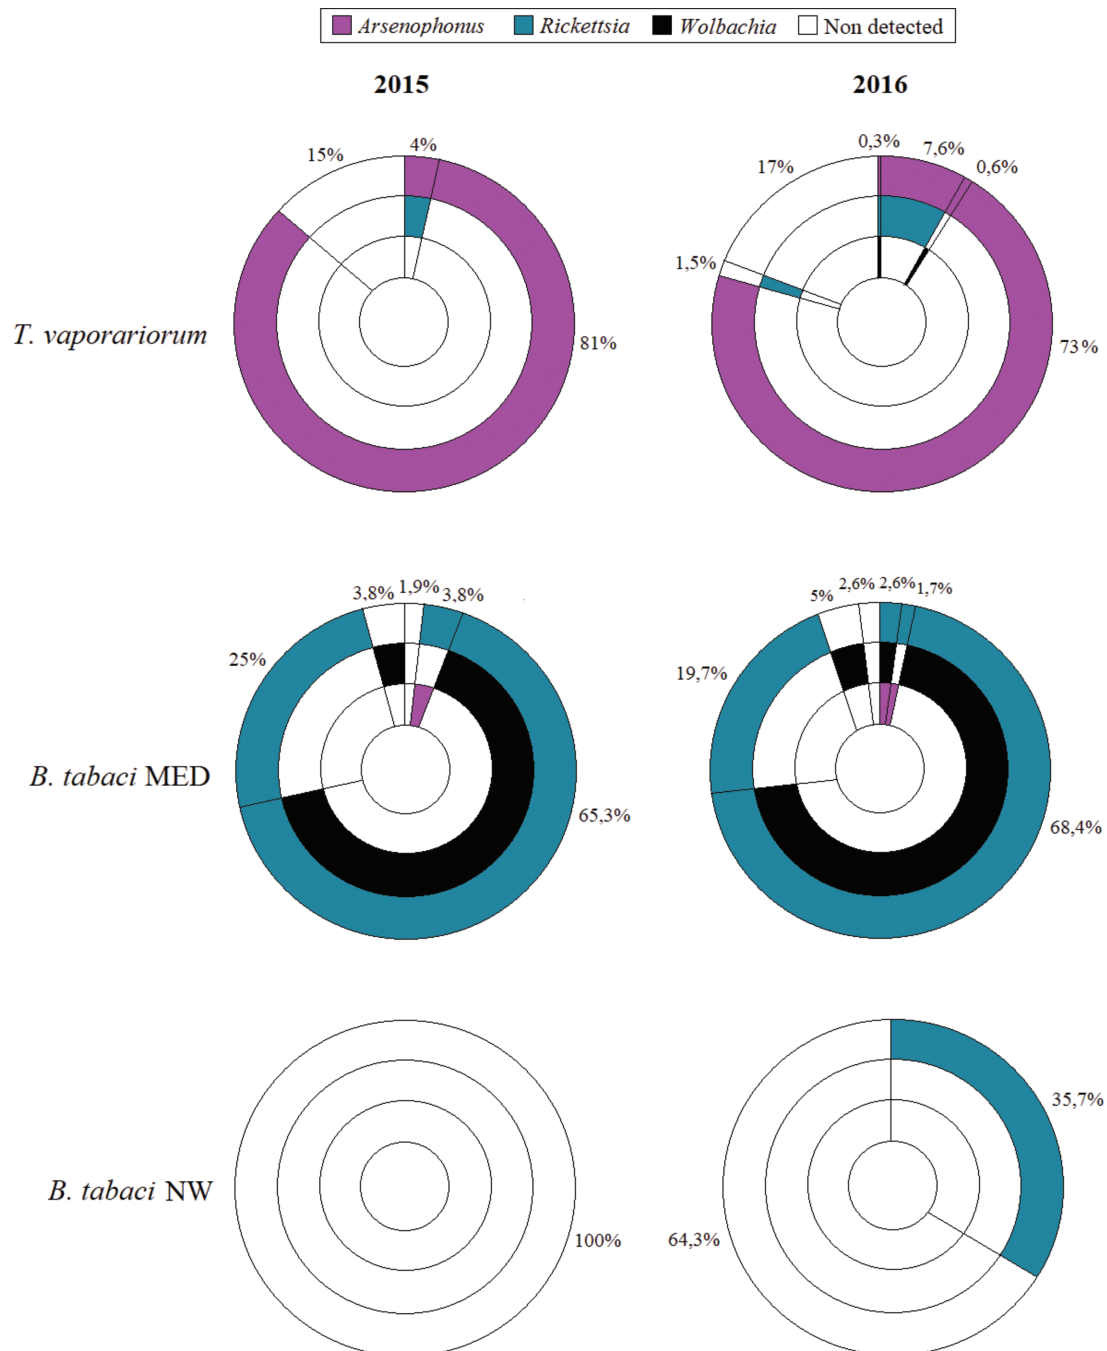 Arsenophonus Rickettsia Wolbachia Non detected
2015 2016
15% 4% 0,3% 7,6% 0,6%
17%
1,5%
T. vaporariorum 81% 73%
3,8% 1,9% 3,8% 5% 2,6% 2,6% 1,7%
25% 19,7%
B. tabaci MED 65,3% 68,4%
35,7%
B. tabaci NW 100% 64,3%